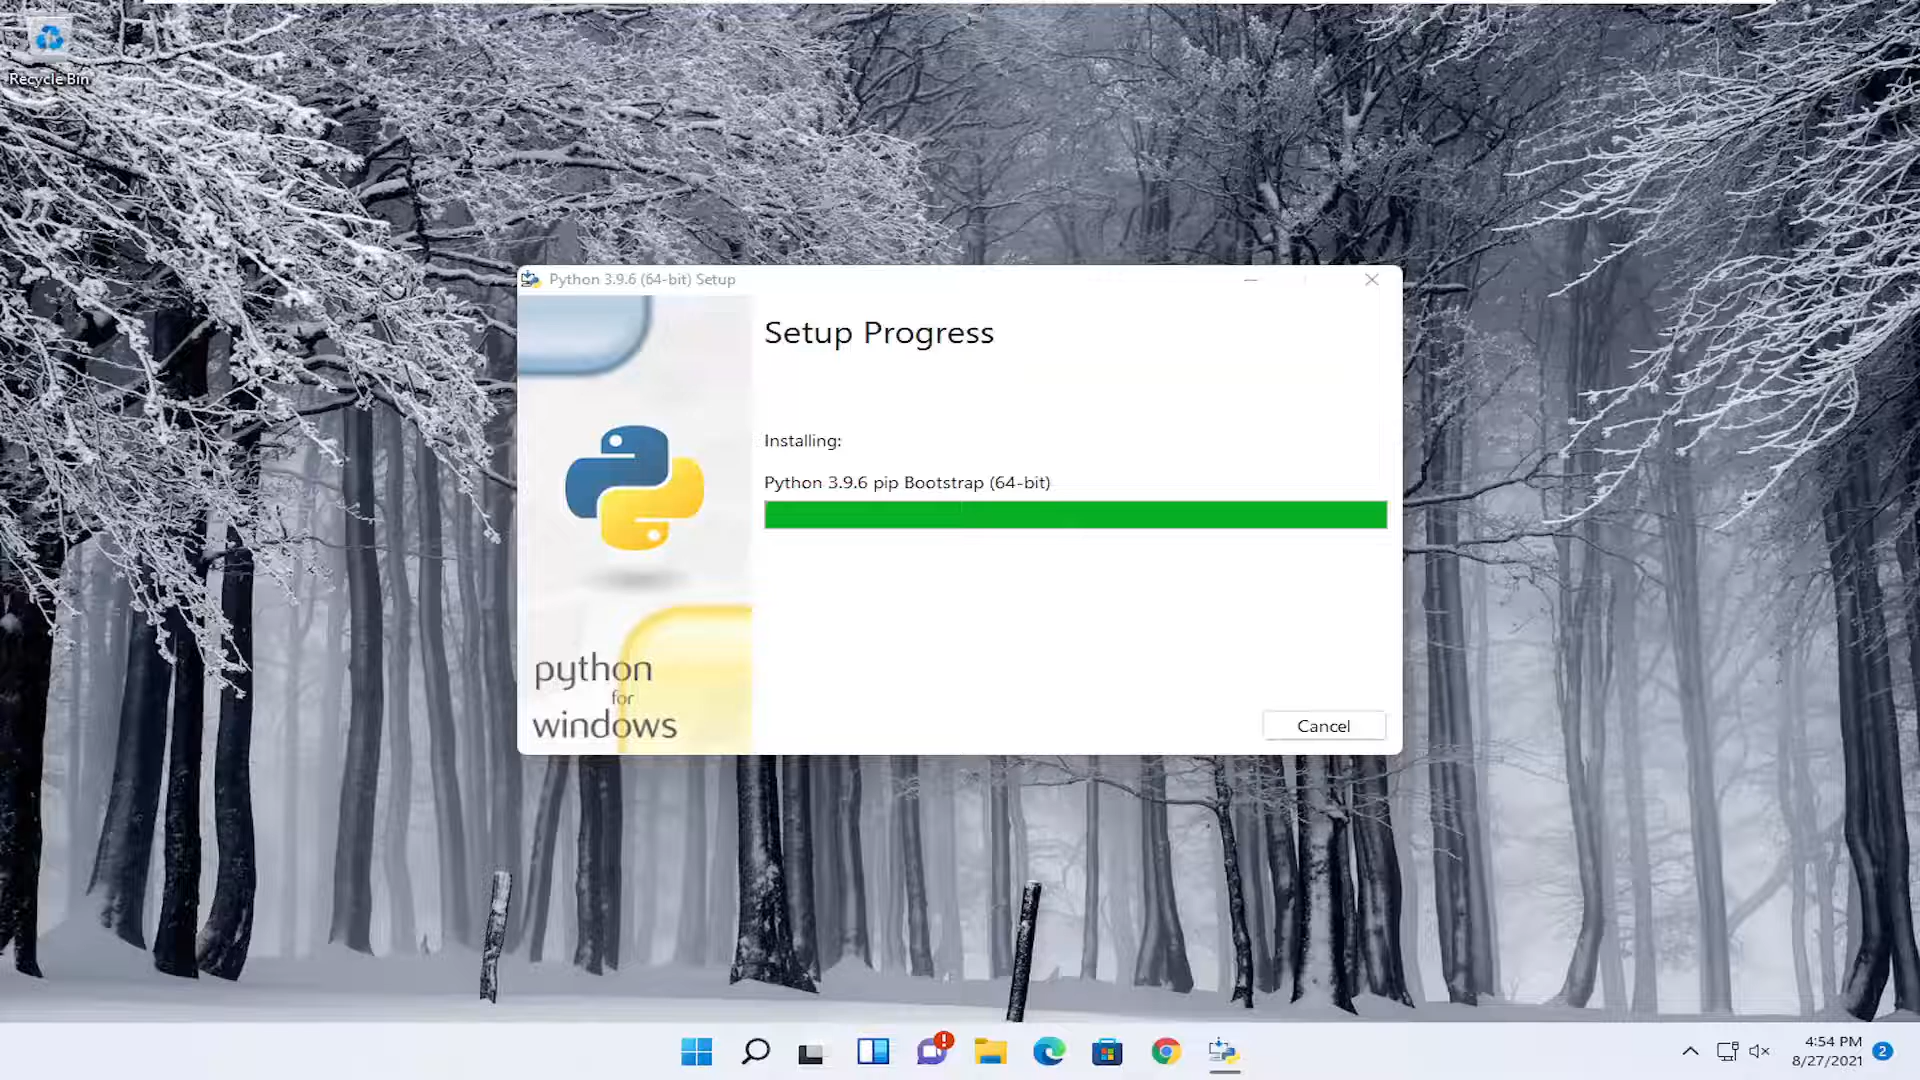 Recycle Bin
Python 3.9.6 (64-bit) Setup
Setup Progress
Installing:
Python 3.9.6 pip Bootstrap (64-bit)
python
for
windows
Cancel
4:54 PM
8/27/2021
2